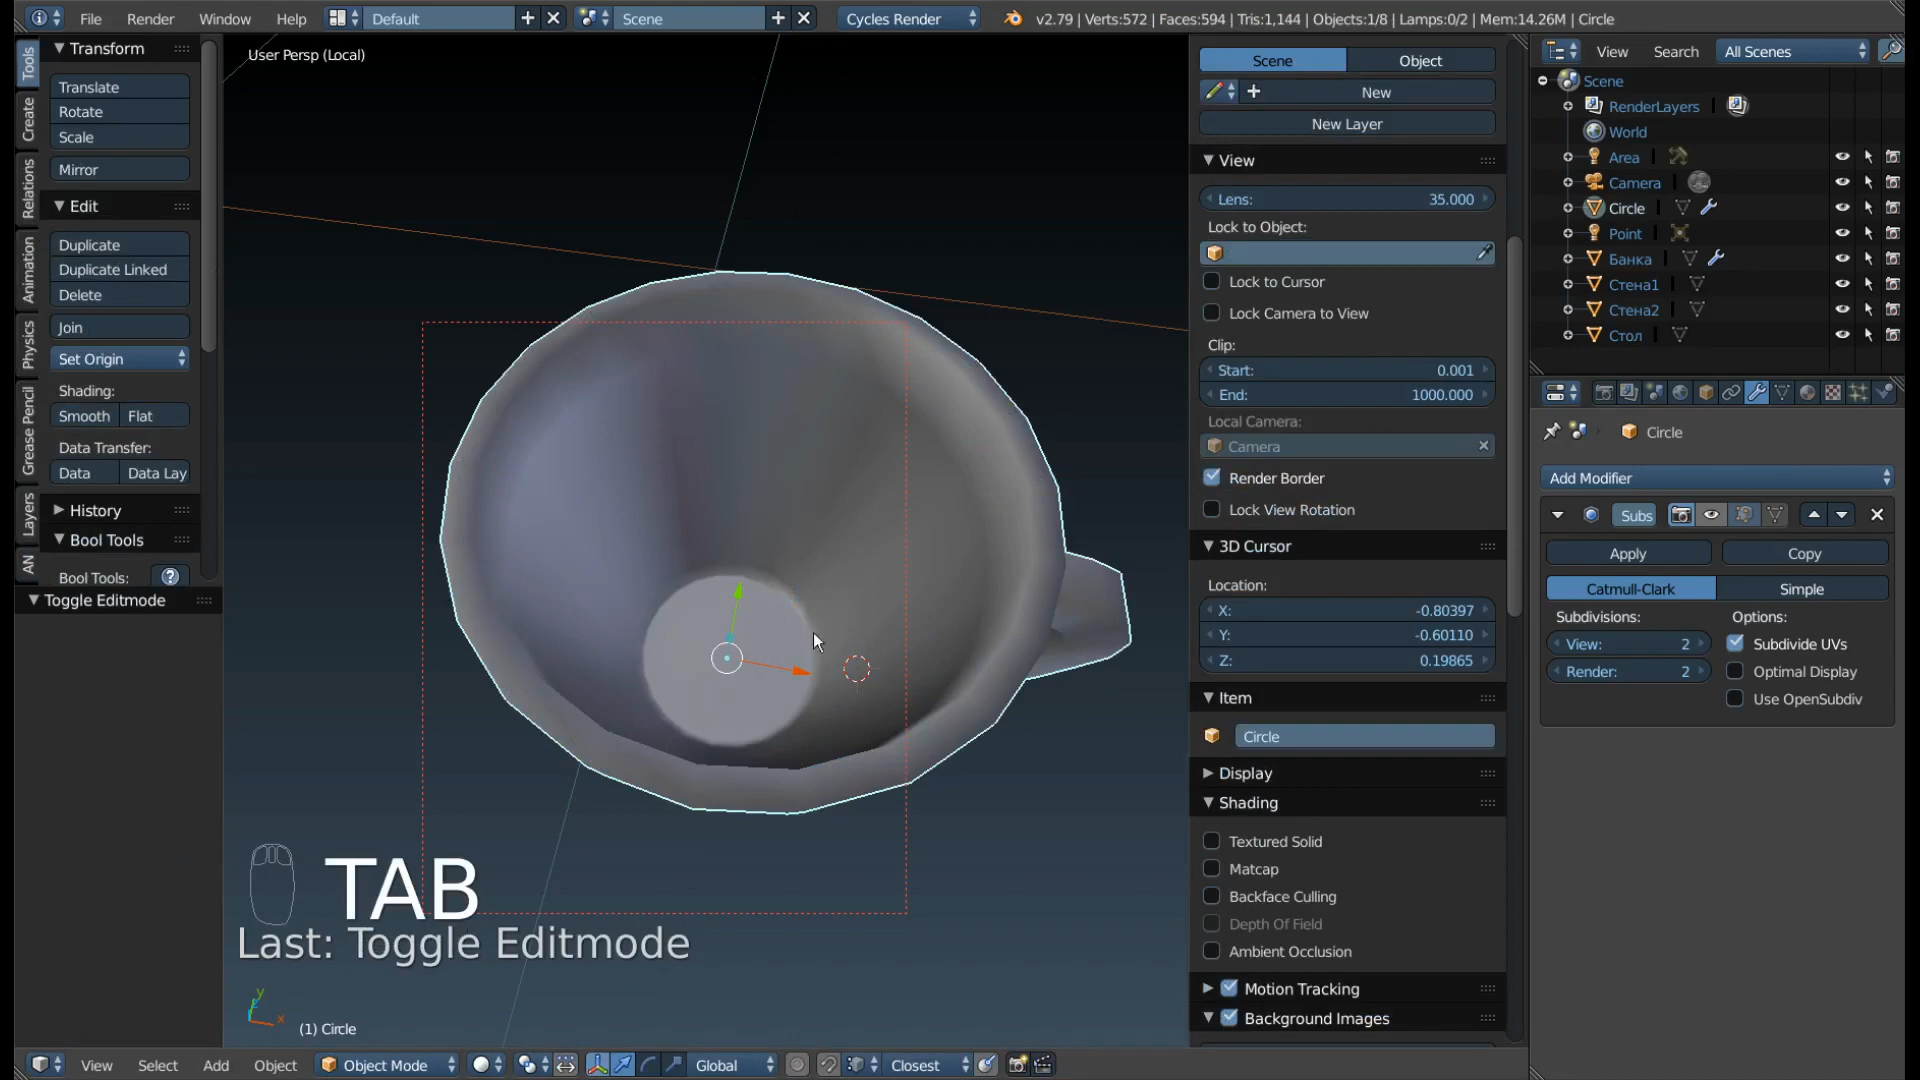 File Render Window Help Default Scene Cycles Render v2.79 | Verts:572 | Faces:594 | Tris:1,144 | Objects:1/8 | Lamps:0/2 | Mem:14.26M | Circle
Tools
Create
Relations
Animation
Physics
Grease Pencil
Layers
AN
Transform
Translate
Rotate
Scale
Mirror
Edit
Duplicate
Duplicate Linked
Delete
Join
Set Origin
Shading:
Smooth Flat
Data Transfer:
Data Data Lay
History
Bool Tools
Bool Tools:
Toggle Editmode
User Persp (Local)
TAB
Last: Toggle Editmode
y
x
(1) Circle
View Select Add Object Object Mode Global Closest
Scene Object
New
New Layer
View
Lens: 35.000
Lock to Object:
Lock to Cursor
Lock Camera to View
Clip:
Start: 0.001
End: 1000.000
Local Camera:
Camera
Render Border
Lock View Rotation
3D Cursor
Location:
X: -0.80397
Y: -0.60110
Z: 0.19865
Item
Circle
Display
Shading
Textured Solid
Matcap
Backface Culling
Depth Of Field
Ambient Occlusion
Motion Tracking
Background Images
View Search All Scenes
Scene
RenderLayers
World
Area
Camera
Circle
Point
Банка
Стена1
Стена2
Стол
Circle
Add Modifier
Subs
Apply Copy
Catmull-Clark Simple
Subdivisions: Options:
View: 2 Subdivide UVs
Render: 2 Optimal Display
Use OpenSubdiv